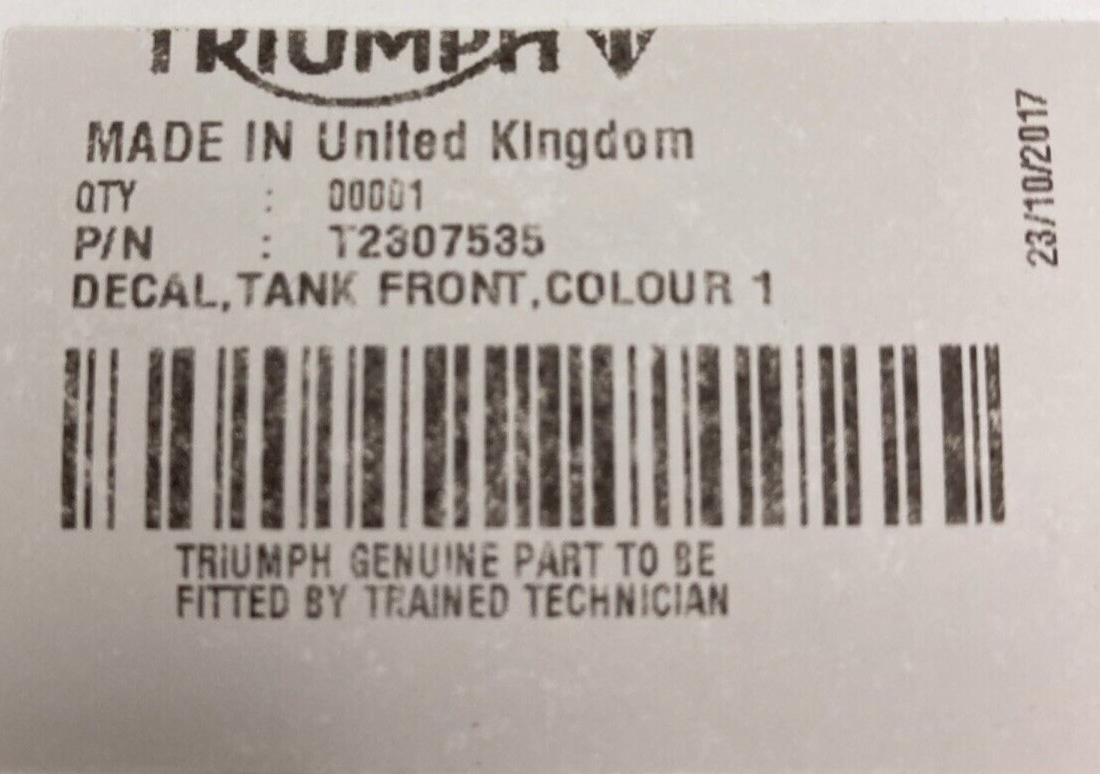 TRIUMPH
MADE IN United Kingdom
QTY : 00001
P/N : T2307535
DECAL,TANK FRONT,COLOUR 1
TRIUMPH GENUINE PART TO BE
FITTED BY TRAINED TECHNICIAN
23/10/2017